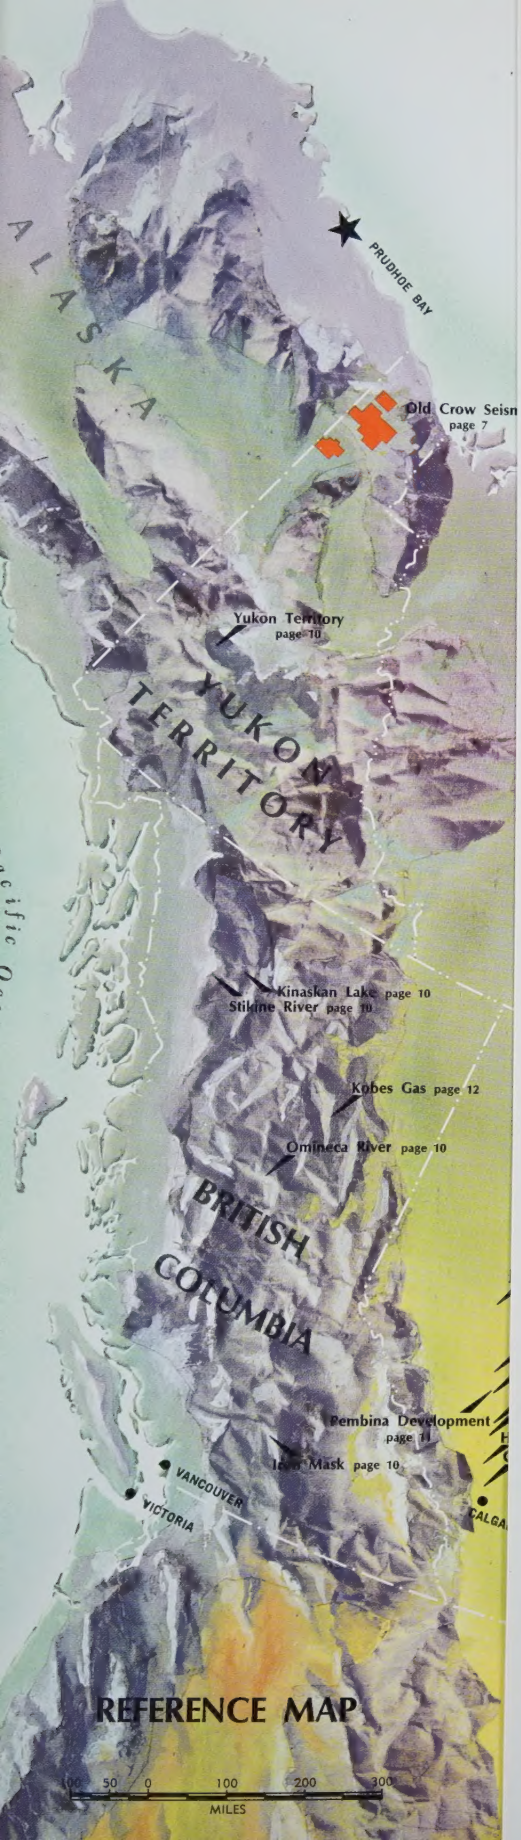 ALASKA
PRUDHOE BAY
Old Crow Seism
page 7
Yukon Territory
page 10
YUKON
TERRITORY
Kinaskan Lake page 10
Stikine River page 10
Kobes Gas page 12
Omineca River page 10
BRITISH
COLUMBIA
Pembina Development
page 11
H
Iron Mask page 10
VANCOUVER
VICTORIA
CALGA
REFERENCE MAP
100 50 0 100 200 300
MILES